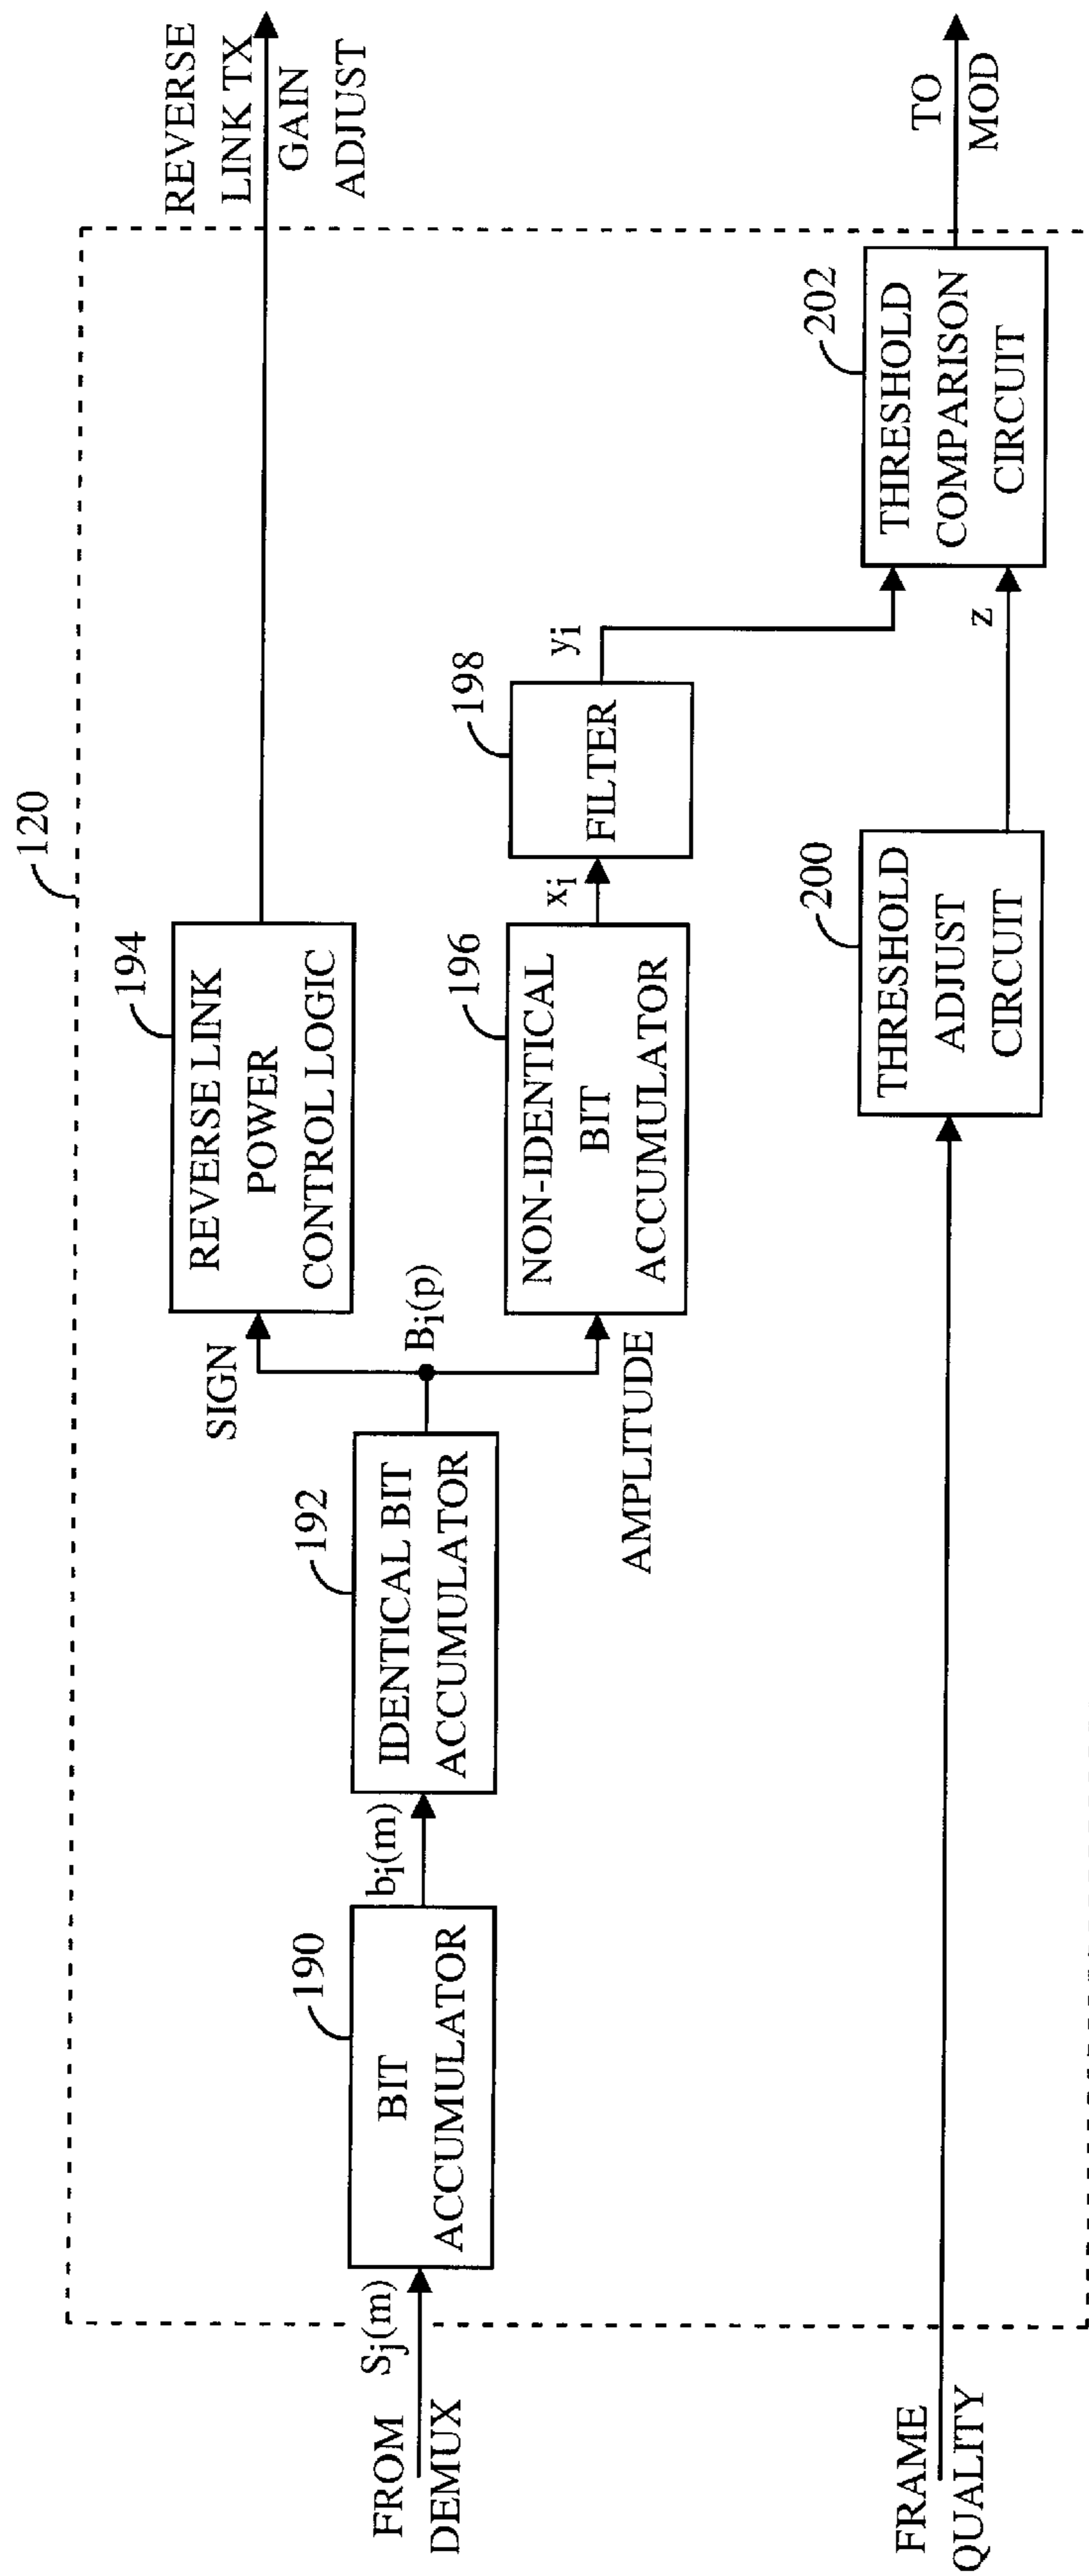 120
FROM
DEMUX
Sj(m)
190
BIT
ACCUMULATOR
bi(m)
192
IDENTICAL BIT
ACCUMULATOR
Bi(p)
SIGN
AMPLITUDE
194
REVERSE LINK
POWER
CONTROL LOGIC
REVERSE
LINK TX
GAIN
ADJUST
196
NON-IDENTICAL
BIT
ACCUMULATOR
xi
198
FILTER
yi
FRAME
QUALITY
200
THRESHOLD
ADJUST
CIRCUIT
z
202
THRESHOLD
COMPARISON
CIRCUIT
TO
MOD